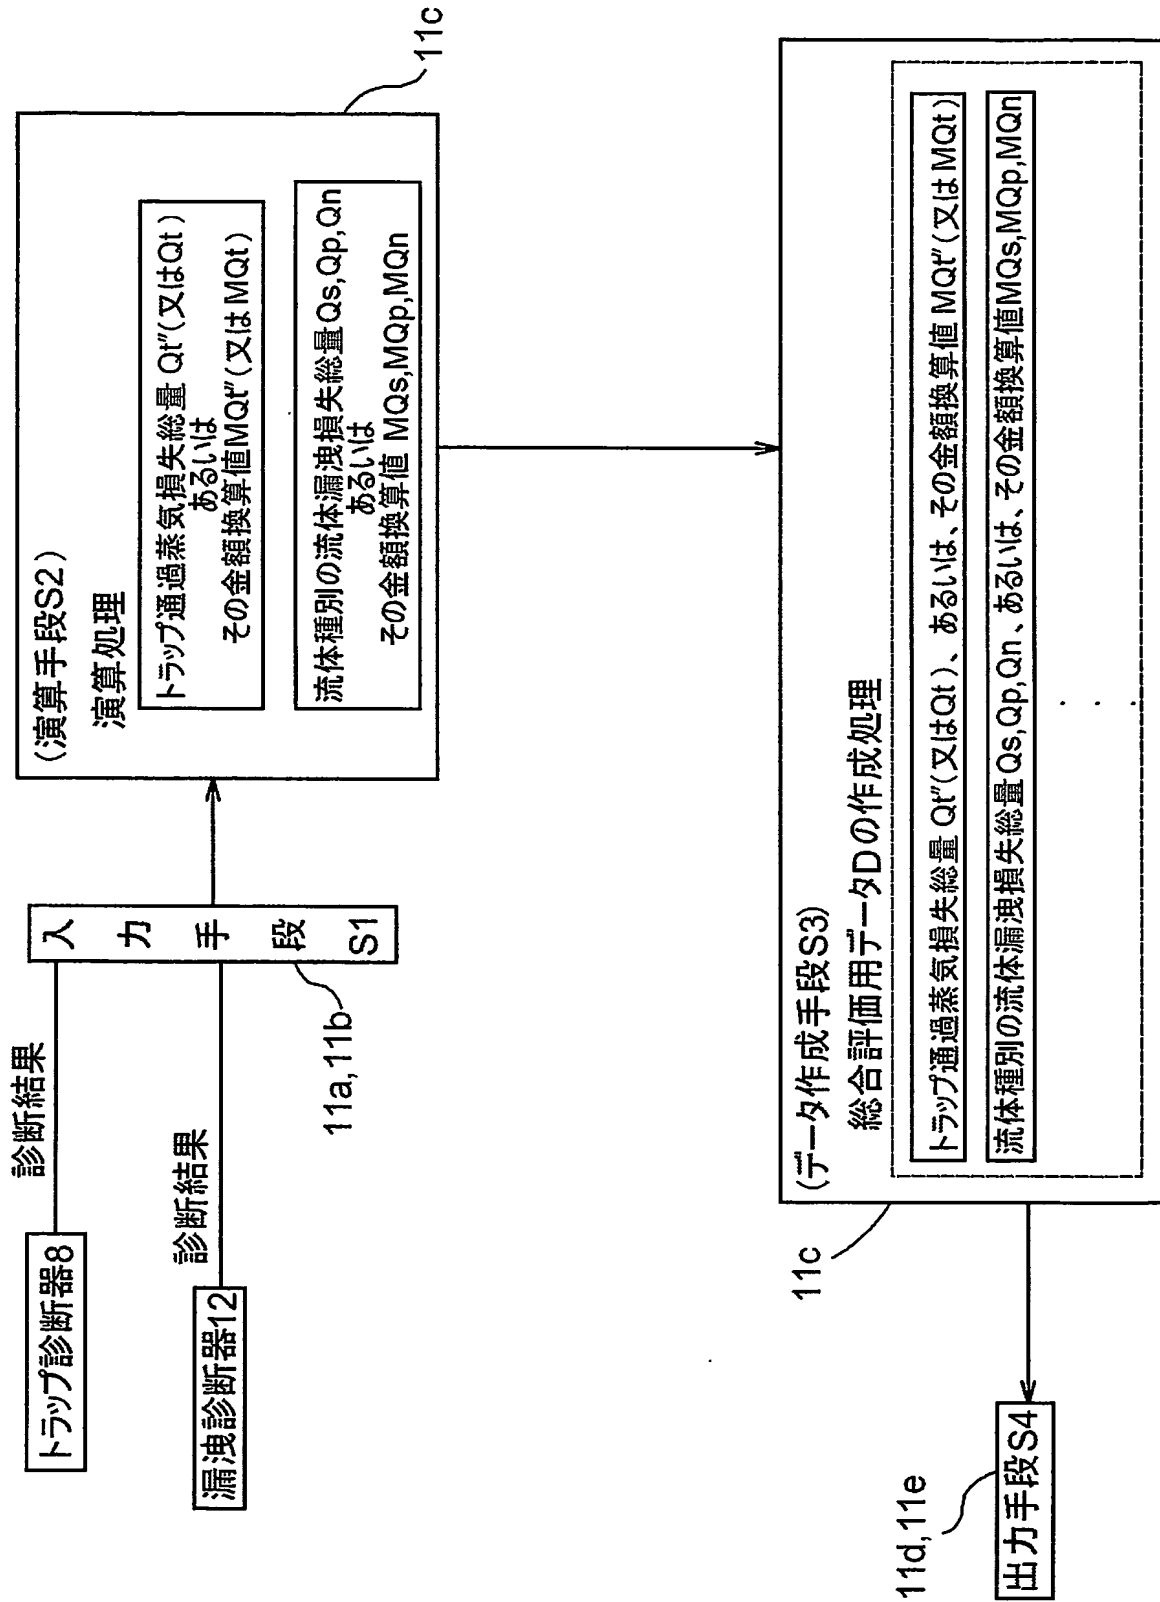 トラップ診断器8
診断結果
漏洩診断器12
診断結果
入力手段S1
11a,11b
(演算手段S2)
演算処理
トラップ通過蒸気損失総量 Qt"(又はQt)
あるいは
その金額換算値MQt"(又はMQt)
流体種別の流体漏洩損失総量Qs,Qp,Qn
あるいは
その金額換算値 MQs,MQp,MQn
11c
(データ作成手段S3)
総合評価用データDの作成処理
トラップ通過蒸気損失総量 Qt"(又はQt)、あるいは、その金額換算値 MQt"(又はMQt)
流体種別の流体漏洩損失総量Qs,Qp,Qn、あるいは、その金額換算値MQs,MQp,MQn
・・・
11c
11d,11e
出力手段S4